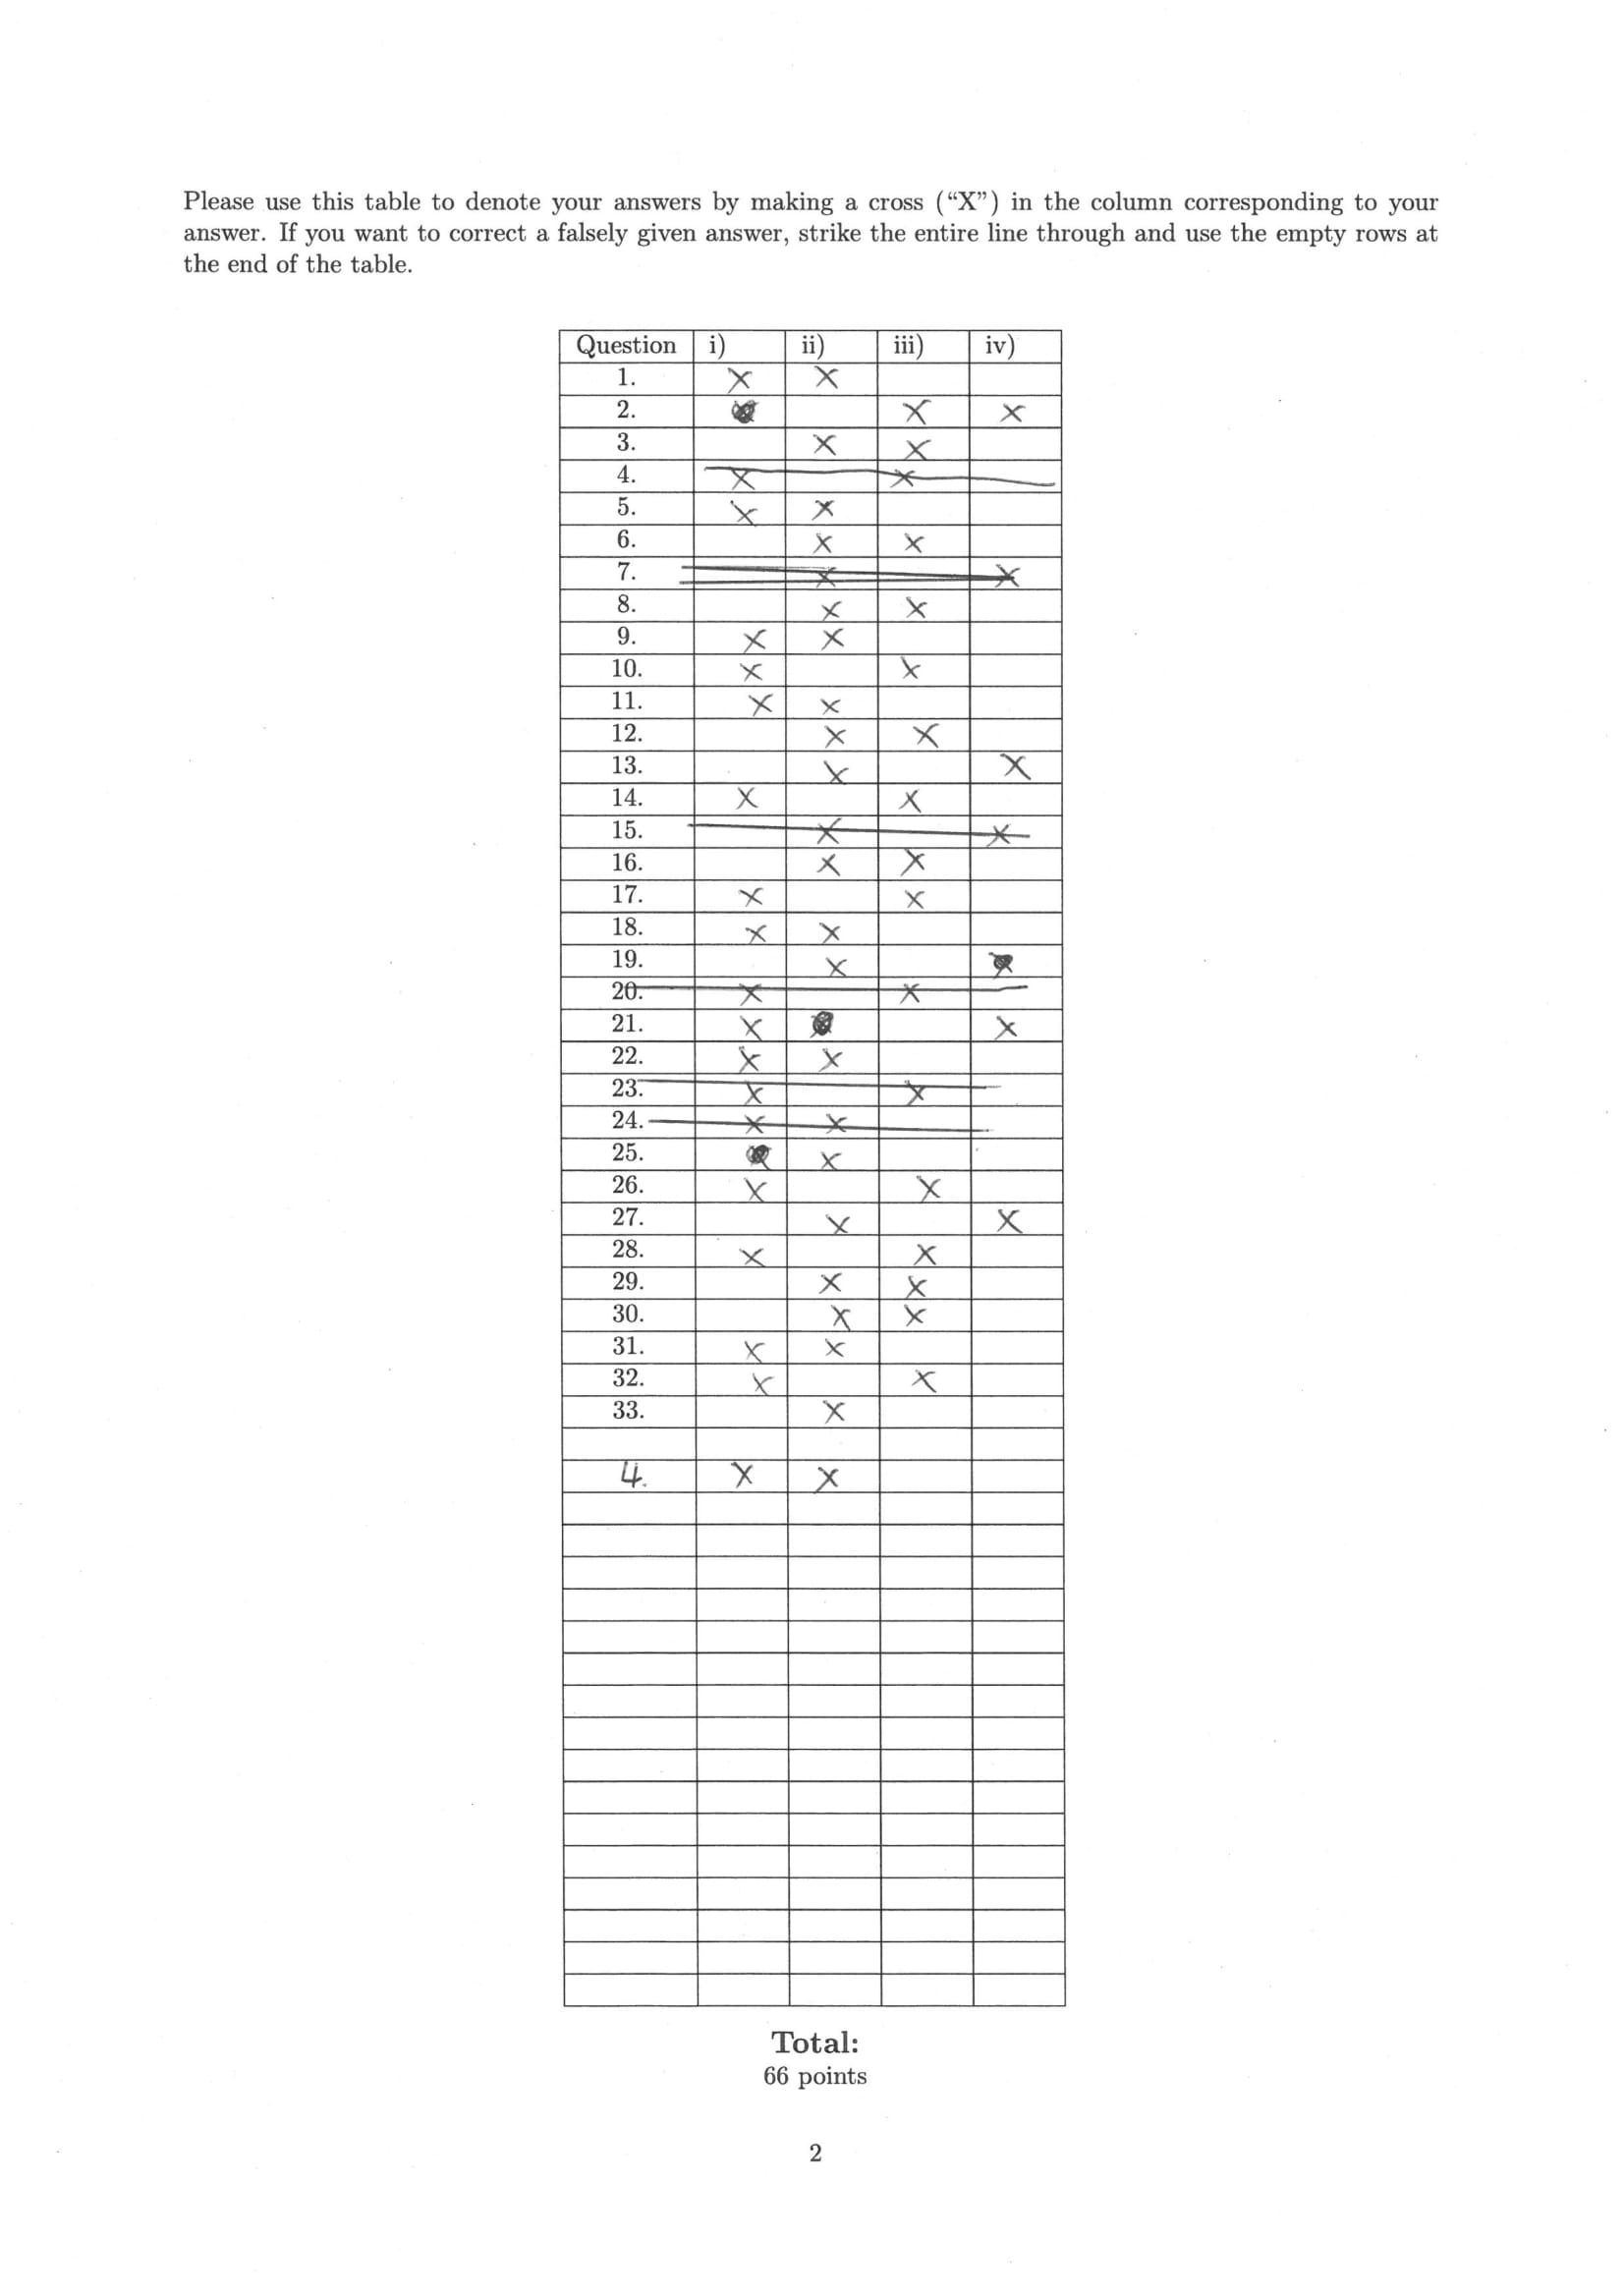 Please use this table to denote your answers by making a cross (“X”) in the column corresponding to your
answer. If you want to correct a falsely given answer, strike the entire line through and use the empty rows at
the end of the table.
Question i) ii) iii) iv)
1. X X
2. X X
3. X X
4. X X
5. X X
6. X X
7. X X
8. X X
9. X X
10. X X
11. X X
12. X X
13. X X
14. X X
15. X X
16. X X
17. X X
18. X X
19. X
20. X X
21. X X
22. X X
23. X X
24. X X
25. X
26. X X
27. X X
28. X X
29. X X
30. X X
31. X X
32. X X
33. X
4. X X
Total:
66 points
2